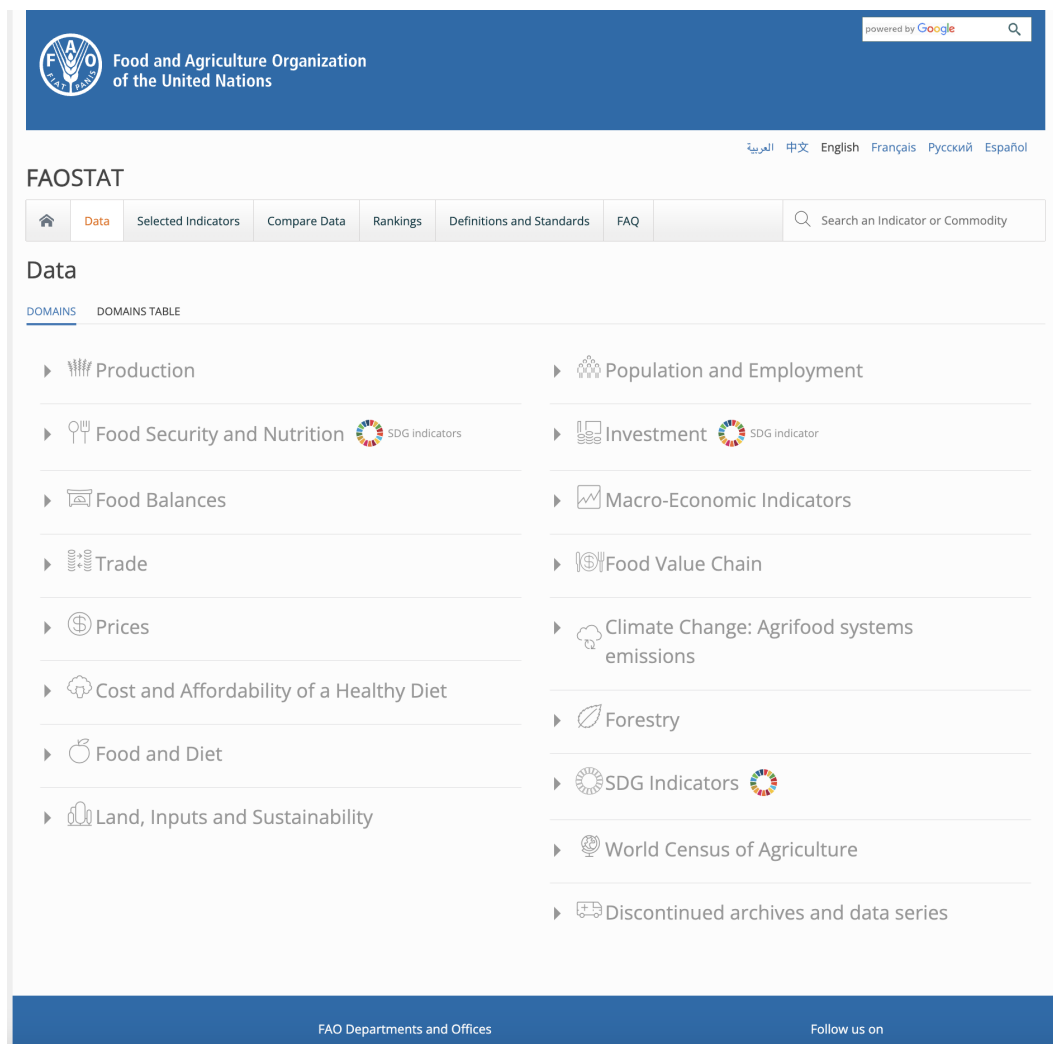 powered by Google
FAO
FIAT PANIS
Food and Agriculture Organization
of the United Nations
العربية 中文 English Français Русский Español
FAOSTAT
Data Selected Indicators Compare Data Rankings Definitions and Standards FAQ Search an Indicator or Commodity
Data
DOMAINS DOMAINS TABLE
Production
Food Security and Nutrition SDG indicators
Food Balances
Trade
Prices
Cost and Affordability of a Healthy Diet
Food and Diet
Land, Inputs and Sustainability
Population and Employment
Investment SDG indicator
Macro-Economic Indicators
Food Value Chain
Climate Change: Agrifood systems
emissions
Forestry
SDG Indicators
World Census of Agriculture
Discontinued archives and data series
FAO Departments and Offices Follow us on